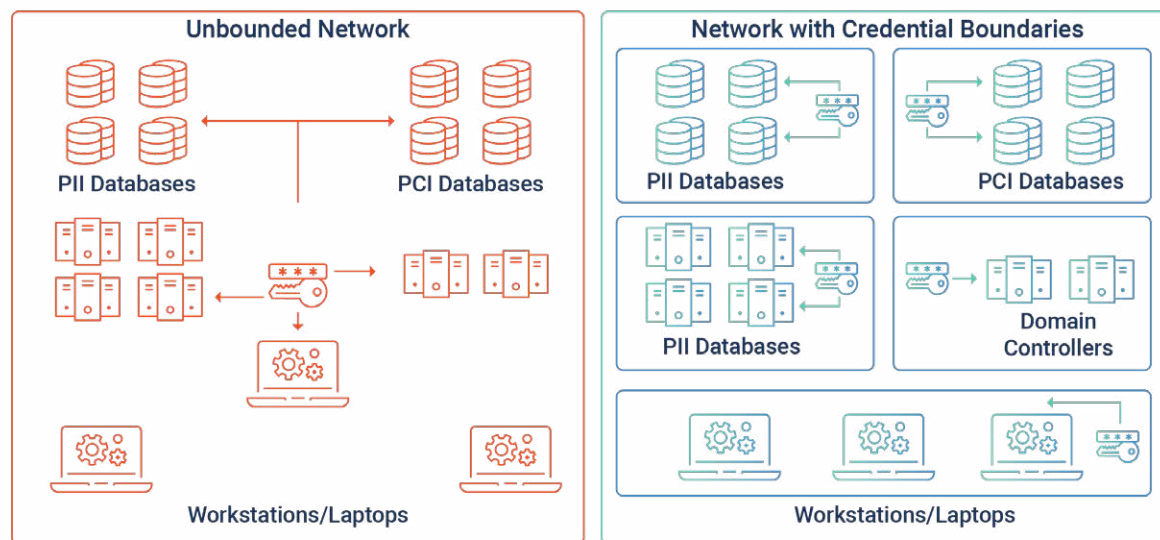 Unbounded Network
PII Databases
PCI Databases
***
Workstations/Laptops
Network with Credential Boundaries
***
PII Databases
***
PCI Databases
***
PII Databases
***
Domain
Controllers
***
Workstations/Laptops